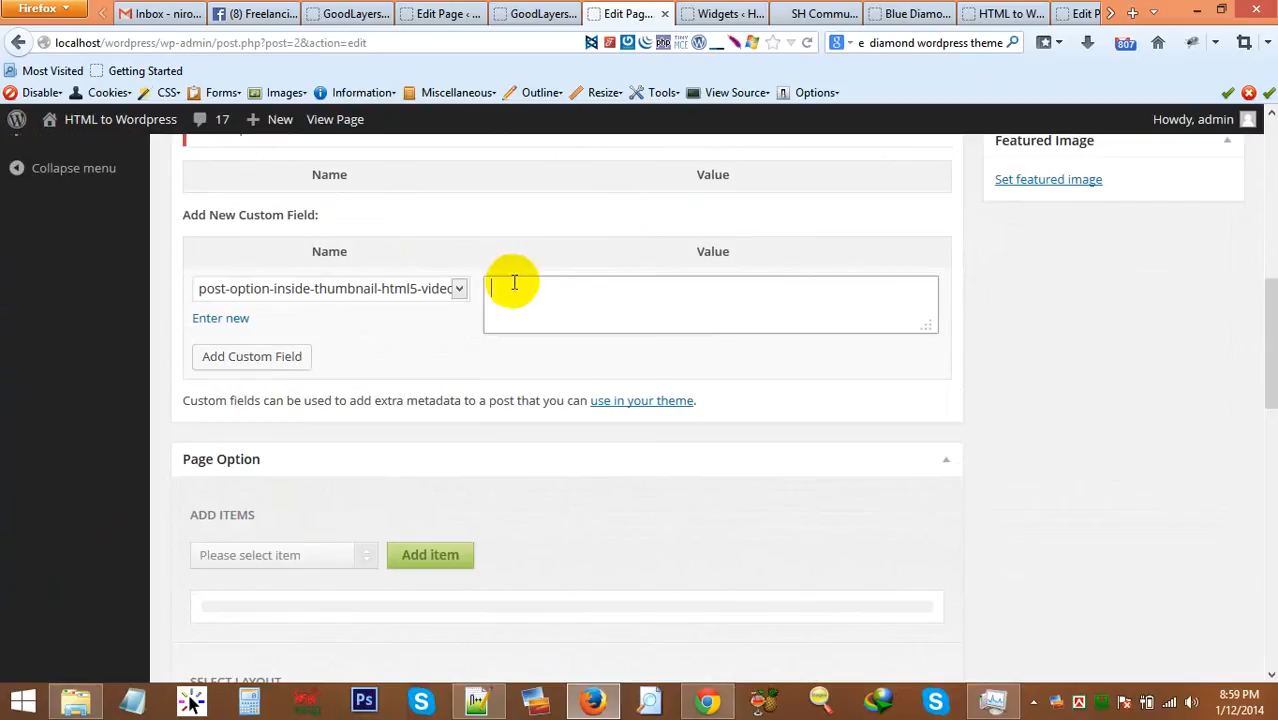 Firefox
Inbox - niro...
(8) Freelanci...
GoodLayers...
Edit Page ‹ ...
GoodLayers...
Edit Pag...
Widgets ‹ H...
SH Commu...
Blue Diamo...
HTML to W...
Edit P
localhost/wordpress/wp-admin/post.php?post=2&action=edit
e diamond wordpress theme
807
Most Visited
Getting Started
Disable
Cookies
CSS
Forms
Images
Information
Miscellaneous
Outline
Resize
Tools
View Source
Options
HTML to Wordpress
17
New
View Page
Howdy, admin
Collapse menu
Featured Image
Set featured image
Name
Value
Add New Custom Field:
Name
Value
post-option-inside-thumbnail-html5-video
Enter new
Add Custom Field
Custom fields can be used to add extra metadata to a post that you can use in your theme.
Page Option
ADD ITEMS
Please select item
Add item
SELECT LAYOUT
8:59 PM
1/12/2014